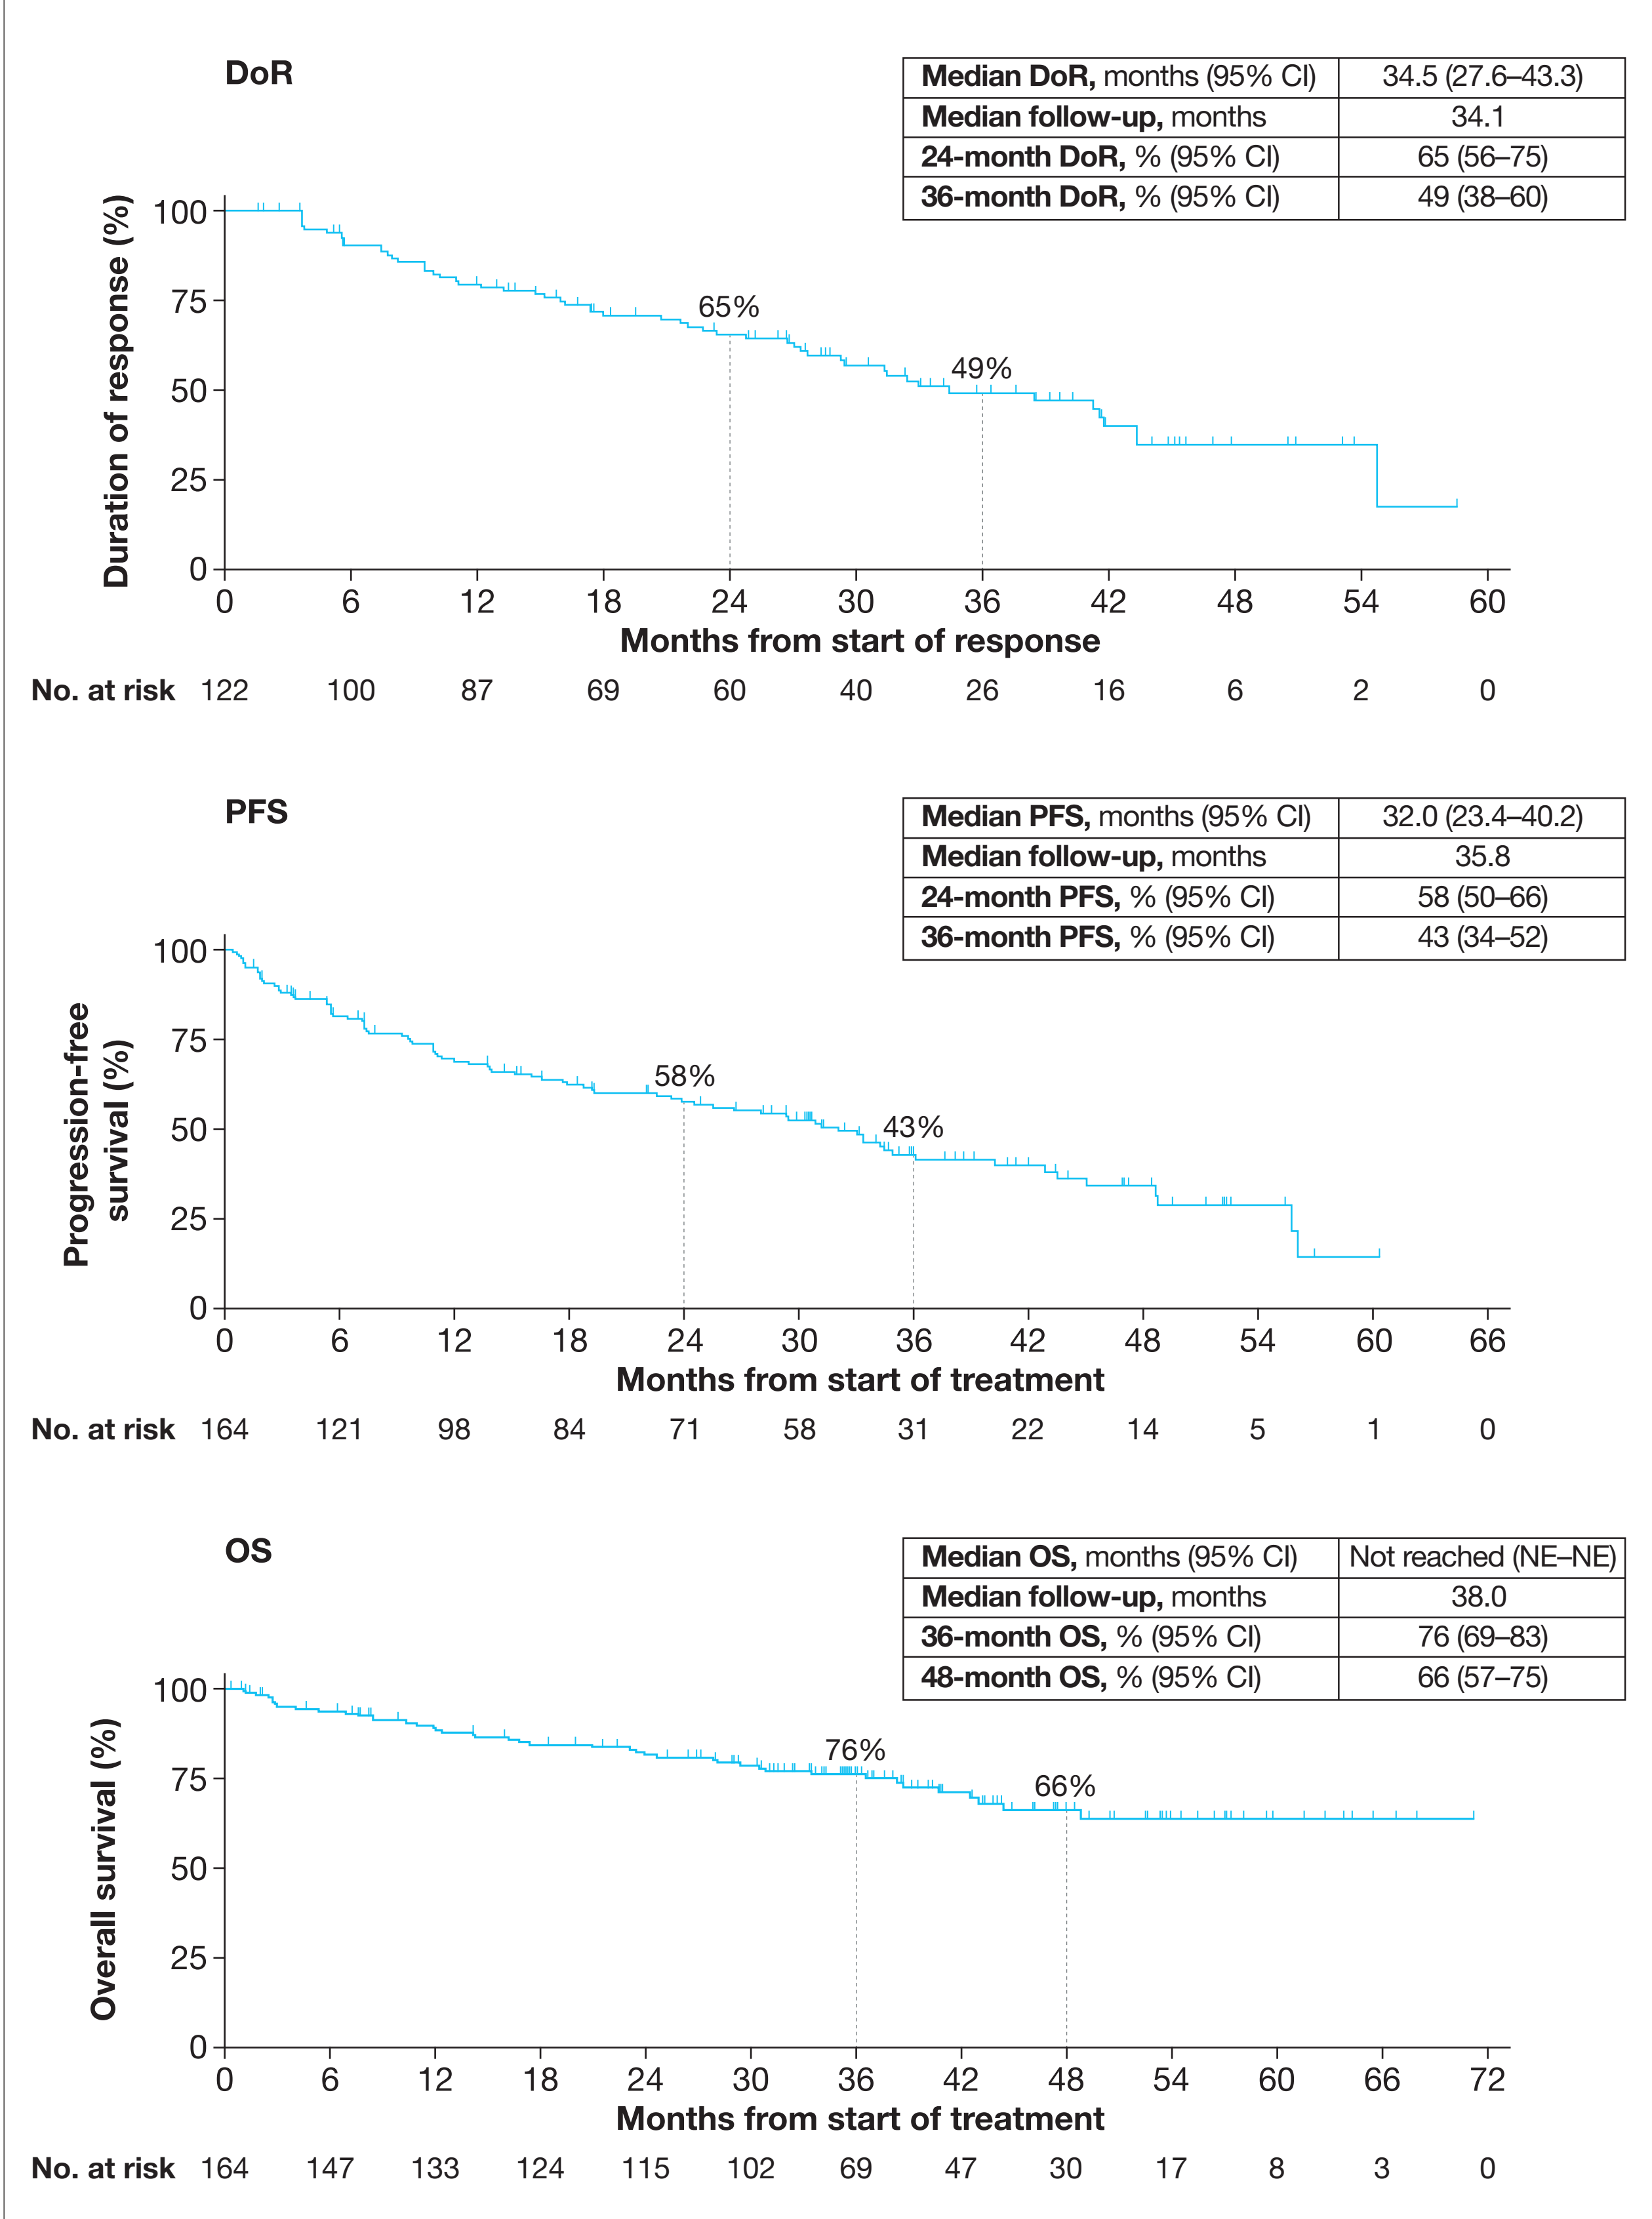 DoR
Median DoR, months (95% CI) 34.5 (27.6–43.3)
Median follow-up, months 34.1
24-month DoR, % (95% CI) 65 (56–75)
36-month DoR, % (95% CI) 49 (38–60)
Duration of response (%)
100
75
50
25
0
65%
49%
0 6 12 18 24 30 36 42 48 54 60
Months from start of response
No. at risk 122 100 87 69 60 40 26 16 6 2 0
PFS
Median PFS, months (95% CI) 32.0 (23.4–40.2)
Median follow-up, months 35.8
24-month PFS, % (95% CI) 58 (50–66)
36-month PFS, % (95% CI) 43 (34–52)
Progression-free
survival (%)
100
75
50
25
0
58%
43%
0 6 12 18 24 30 36 42 48 54 60 66
Months from start of treatment
No. at risk 164 121 98 84 71 58 31 22 14 5 1 0
OS
Median OS, months (95% CI) Not reached (NE–NE)
Median follow-up, months 38.0
36-month OS, % (95% CI) 76 (69–83)
48-month OS, % (95% CI) 66 (57–75)
Overall survival (%)
100
75
50
25
0
76%
66%
0 6 12 18 24 30 36 42 48 54 60 66 72
Months from start of treatment
No. at risk 164 147 133 124 115 102 69 47 30 17 8 3 0